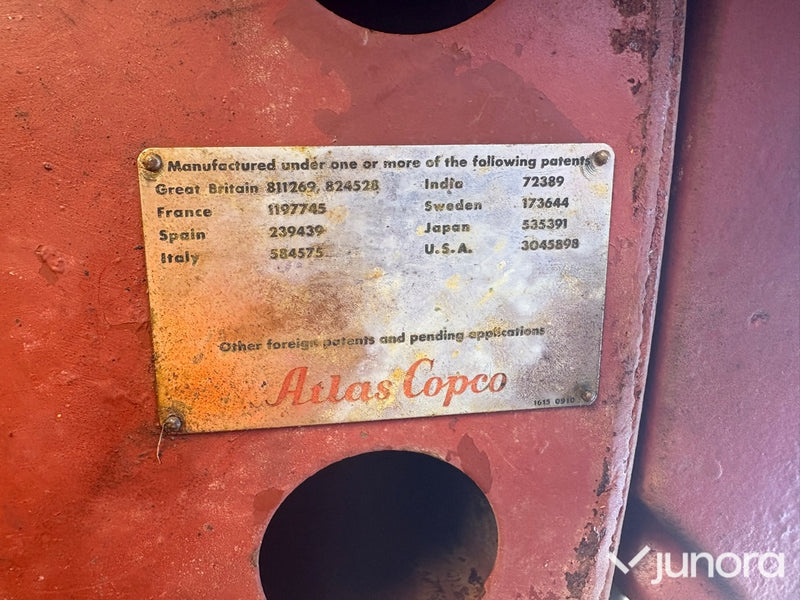 Manufactured under one or more of the following patents
Great Britain 811269, 824528 India 72389
France 1197745 Sweden 173644
Spain 239439 Japan 535391
Italy 584575 U.S.A. 3045898
Other foreign patents and pending applications
Atlas Copco
1615 0910
junora